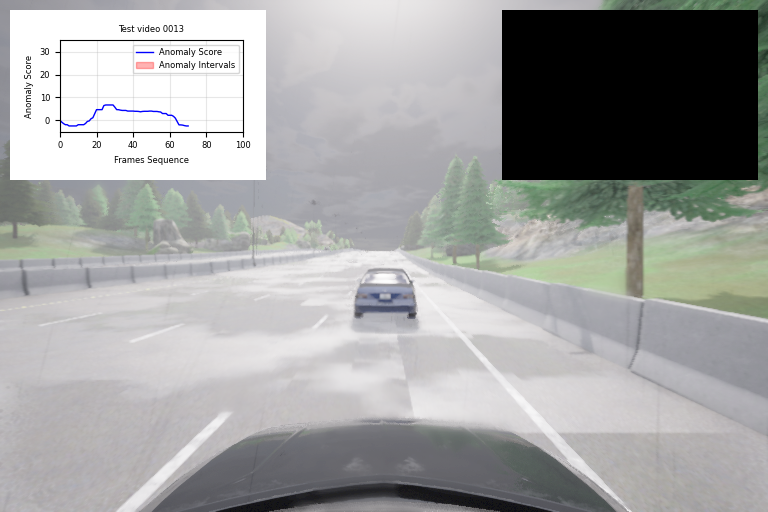 Test video 0013
Anomaly Score
30
20
10
0
Anomaly Score
Anomaly Intervals
0 20 40 60 80 100
Frames Sequence